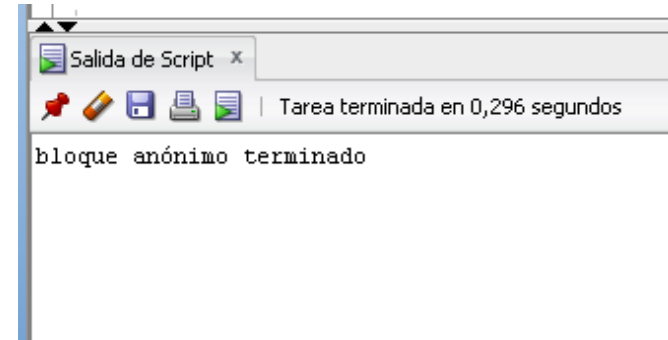 Salida de Script x
Tarea terminada en 0,296 segundos
bloque anónimo terminado